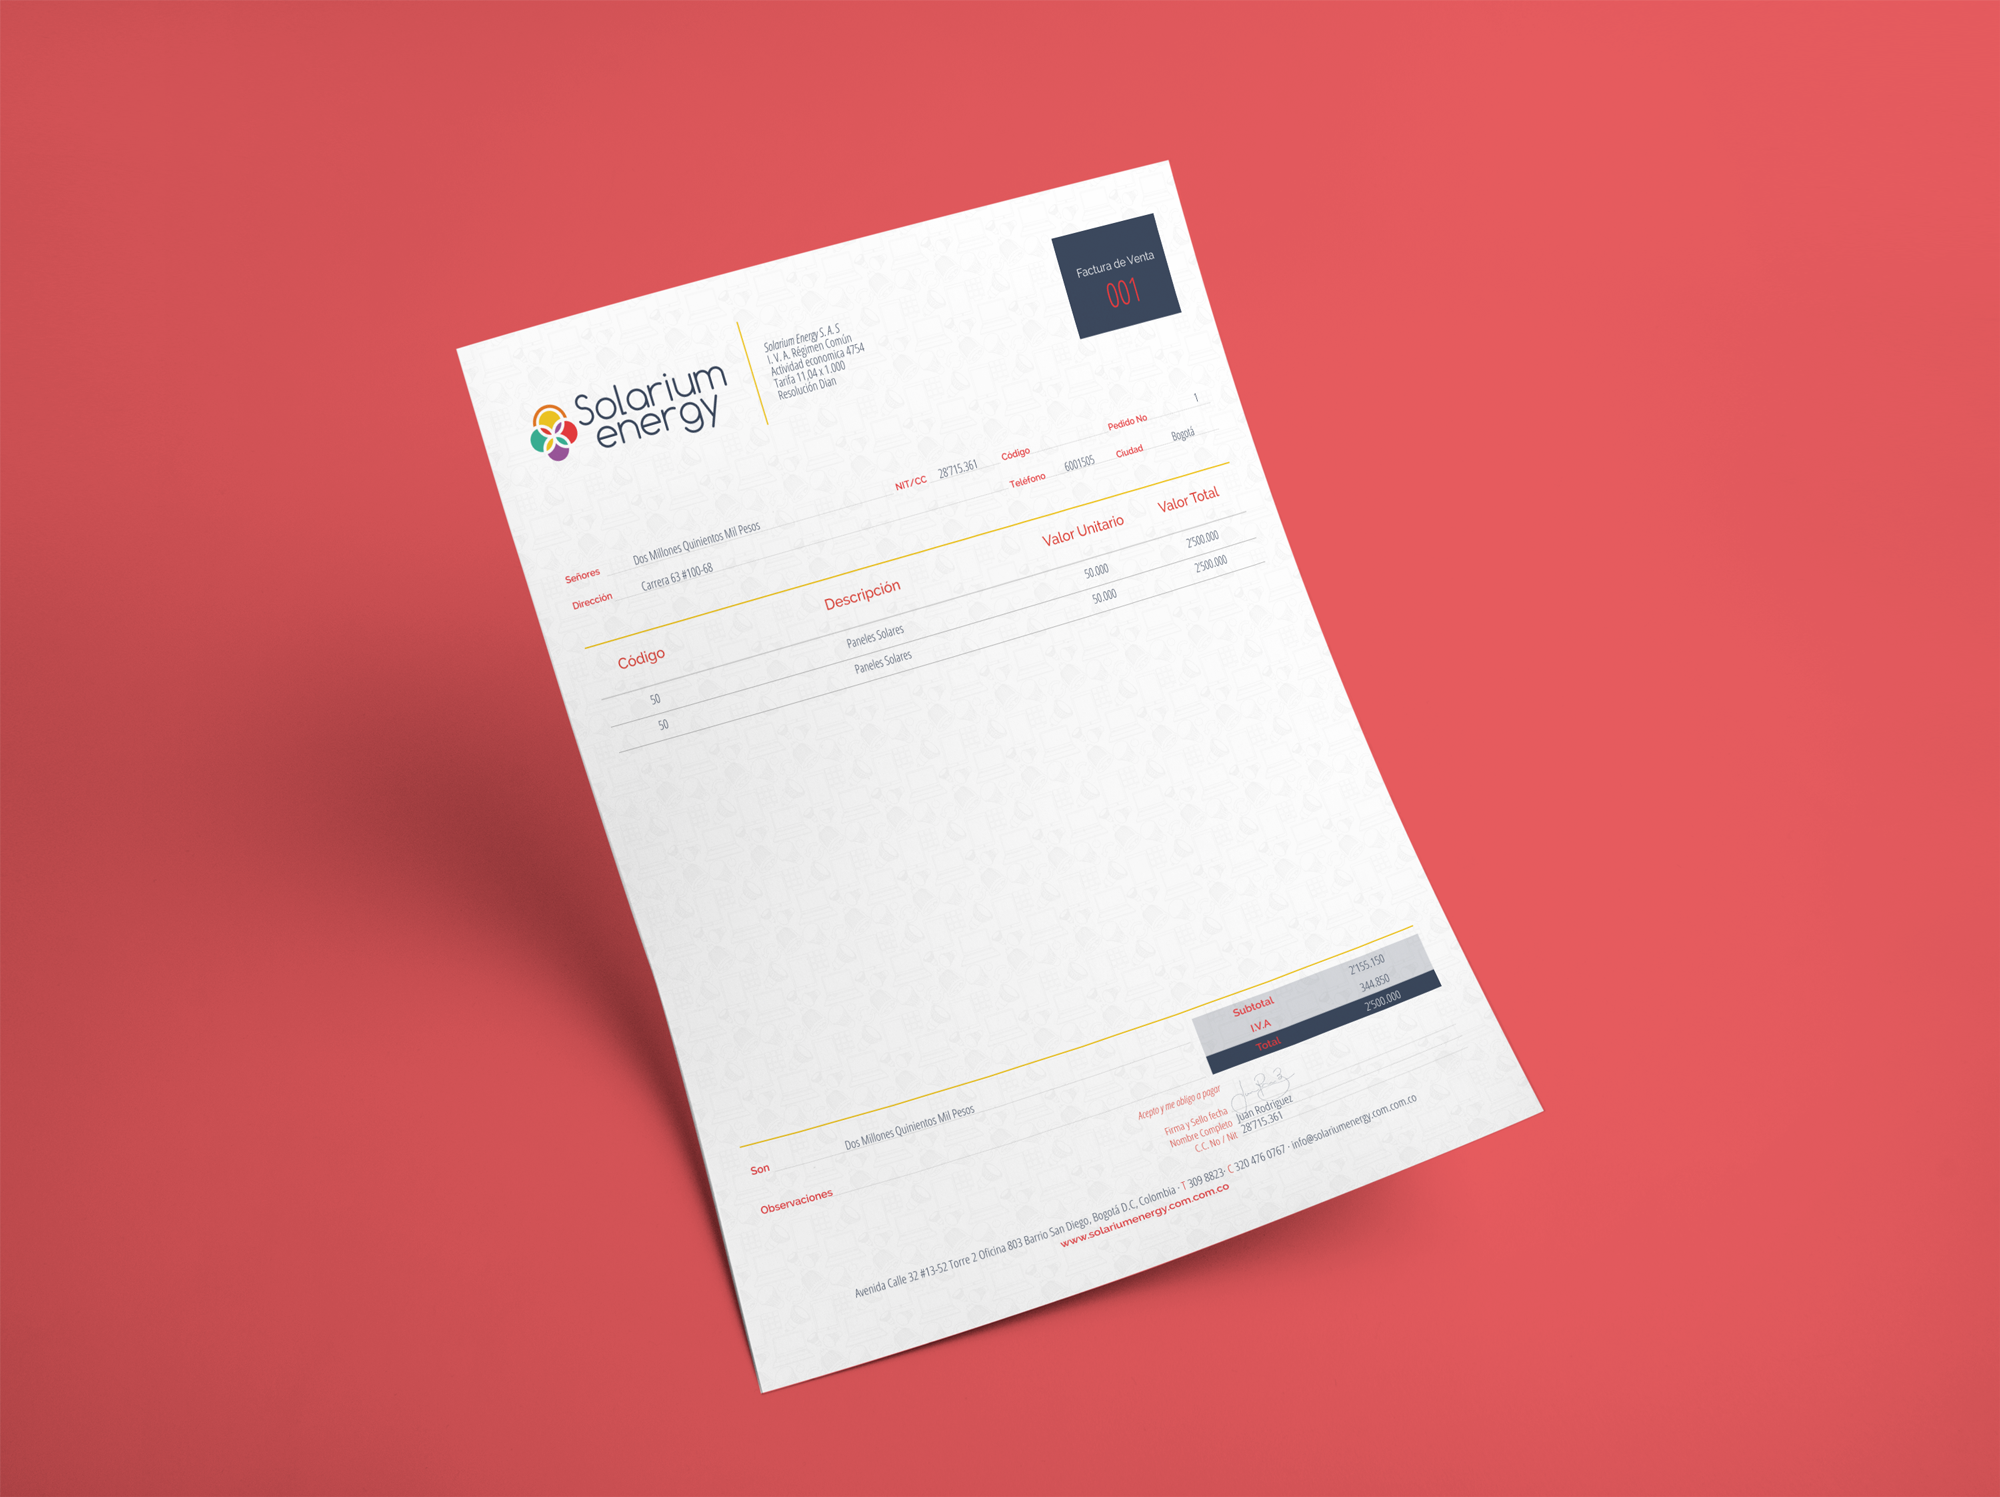 Factura de Venta
001
Solarium
energy
Solarium Energy S. A. S
I. V. A. Régimen Común
Actividad economica 4754
Tarifa 11,04 x 1.000
Resolución Dian
Señores Dos Millones Quinientos Mil Pesos NIT/CC 28'715.361 Código Pedido No 1
Dirección Carrera 63 #100-68 Teléfono 6001505 Ciudad Bogotá
Código Descripción Valor Unitario Valor Total
50 Paneles Solares 50.000 2'500.000
50 Paneles Solares 50.000 2'500.000
Subtotal 2'155.150
I.V.A 344.850
Total 2'500.000
Son Dos Millones Quinientos Mil Pesos
Observaciones
Acepto y me obligo a pagar
Firma y Sello fecha
Nombre Completo Juan Rodriguez
C.C. No / Nit 28'715.361
Avenida Calle 32 #13-52 Torre 2 Oficina 803 Barrio San Diego, Bogotá D.C, Colombia · T 309 8823· C 320 476 0767 · info@solariumenergy.com.com.co
www.solariumenergy.com.com.co